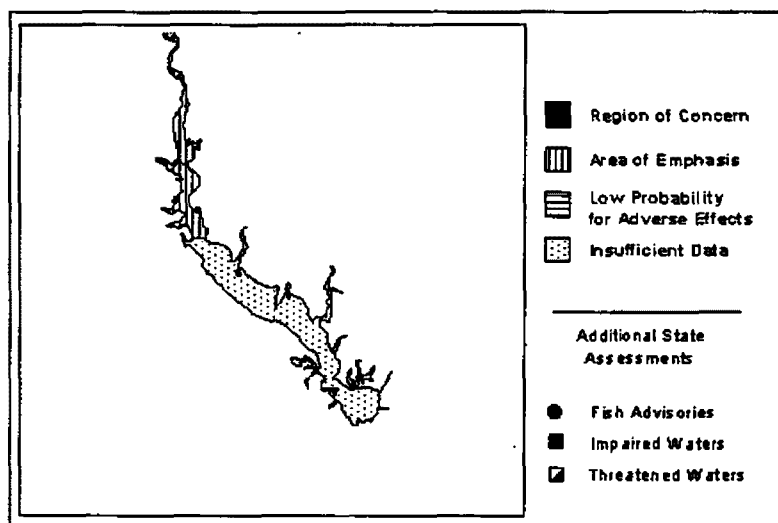 Region of Concern
Area of Emphasis
Low Probability
for Adverse Effects
Insufficient Data
Additional State
Assessments
Fish Advisories
Impaired Waters
Threatened Waters